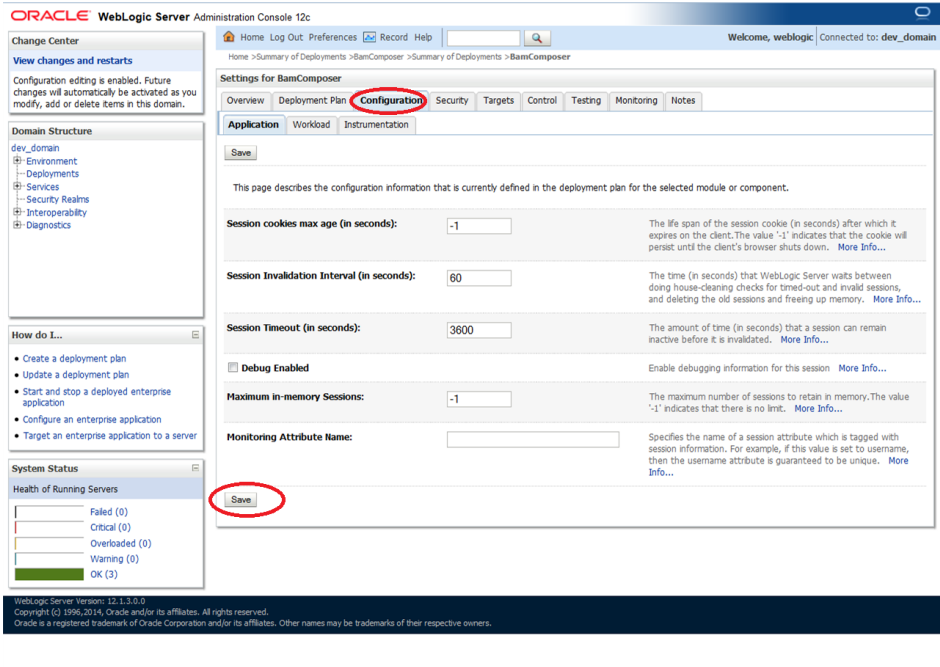 ORACLE WebLogic Server Administration Console 12c
Change Center
View changes and restarts
Configuration editing is enabled. Future
changes will automatically be activated as you
modify, add or delete items in this domain.
Domain Structure
dev_domain
Environment
Deployments
Services
Security Realms
Interoperability
Diagnostics
How do I...
Create a deployment plan
Update a deployment plan
Start and stop a deployed enterprise
application
Configure an enterprise application
Target an enterprise application to a server
System Status
Health of Running Servers
Failed (0)
Critical (0)
Overloaded (0)
Warning (0)
OK (3)
Home Log Out Preferences Record Help
Welcome, weblogic Connected to: dev_domain
Home >Summary of Deployments >BamComposer >Summary of Deployments >BamComposer
Settings for BamComposer
Overview Deployment Plan Configuration Security Targets Control Testing Monitoring Notes
Application Workload Instrumentation
Save
This page describes the configuration information that is currently defined in the deployment plan for the selected module or component.
Session cookies max age (in seconds):
-1
The life span of the session cookie (in seconds) after which it
expires on the client.The value '-1' indicates that the cookie will
persist until the client's browser shuts down. More Info...
Session Invalidation Interval (in seconds):
60
The time (in seconds) that WebLogic Server waits between
doing house-cleaning checks for timed-out and invalid sessions,
and deleting the old sessions and freeing up memory. More Info...
Session Timeout (in seconds):
3600
The amount of time (in seconds) that a session can remain
inactive before it is invalidated. More Info...
Debug Enabled
Enable debugging information for this session More Info...
Maximum in-memory Sessions:
-1
The maximum number of sessions to retain in memory.The value
'-1' indicates that there is no limit. More Info...
Monitoring Attribute Name:
Specifies the name of a session attribute which is tagged with
session information. For example, if this value is set to username,
then the username attribute is guaranteed to be unique. More
Info...
Save
WebLogic Server Version: 12.1.3.0.0
Copyright (c) 1996,2014, Oracle and/or its affiliates. All rights reserved.
Oracle is a registered trademark of Oracle Corporation and/or its affiliates. Other names may be trademarks of their respective owners.